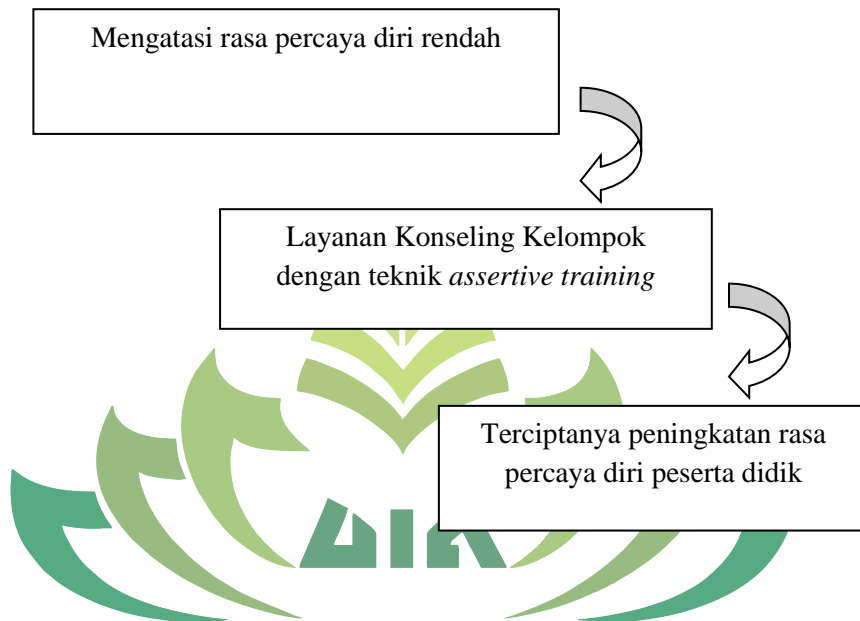 Mengatasi rasa percaya diri rendah
Layanan Konseling Kelompok
dengan teknik assertive training
Terciptanya peningkatan rasa
percaya diri peserta didik